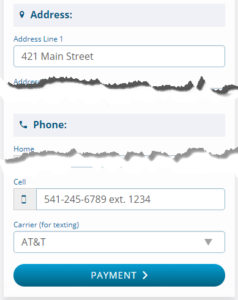 Address:
Address Line 1
421 Main Street
Phone:
Home
Cell
541-245-6789 ext. 1234
Carrier (for texting)
AT&T
PAYMENT